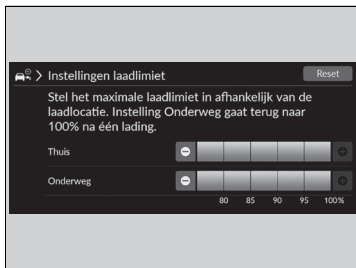 Instellingen laadlimiet
Reset
Stel het maximale laadlimiet in afhankelijk van de
laadlocatie. Instelling Onderweg gaat terug naar
100% na één lading.
Thuis
Onderweg
80 85 90 95 100%